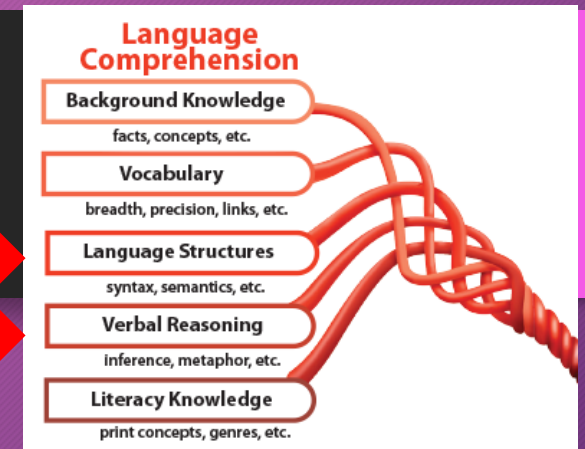 Language
Comprehension
Background Knowledge
facts, concepts, etc.
Vocabulary
breadth, precision, links, etc.
Language Structures
syntax, semantics, etc.
Verbal Reasoning
inference, metaphor, etc.
Literacy Knowledge
print concepts, genres, etc.